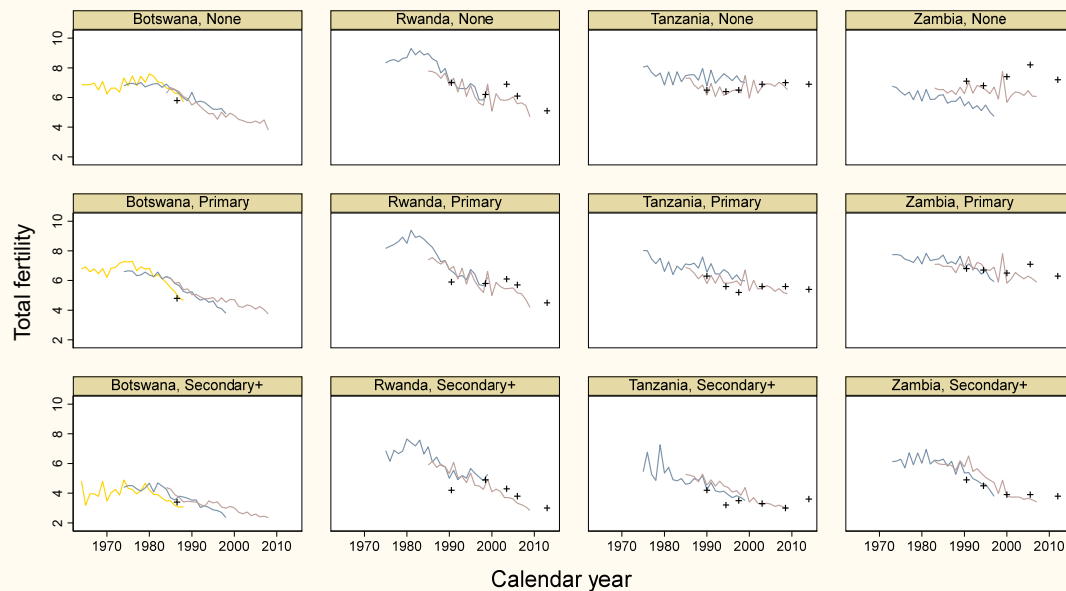 Botswana, None
Rwanda, None
Tanzania, None
Zambia, None
2 4 6 8 10
Botswana, Primary
Rwanda, Primary
Tanzania, Primary
Zambia, Primary
2 4 6 8 10
Total fertility
Botswana, Secondary+
Rwanda, Secondary+
Tanzania, Secondary+
Zambia, Secondary+
2 4 6 8 10
1970 1980 1990 2000 2010
1970 1980 1990 2000 2010
1970 1980 1990 2000 2010
1970 1980 1990 2000 2010
Calendar year